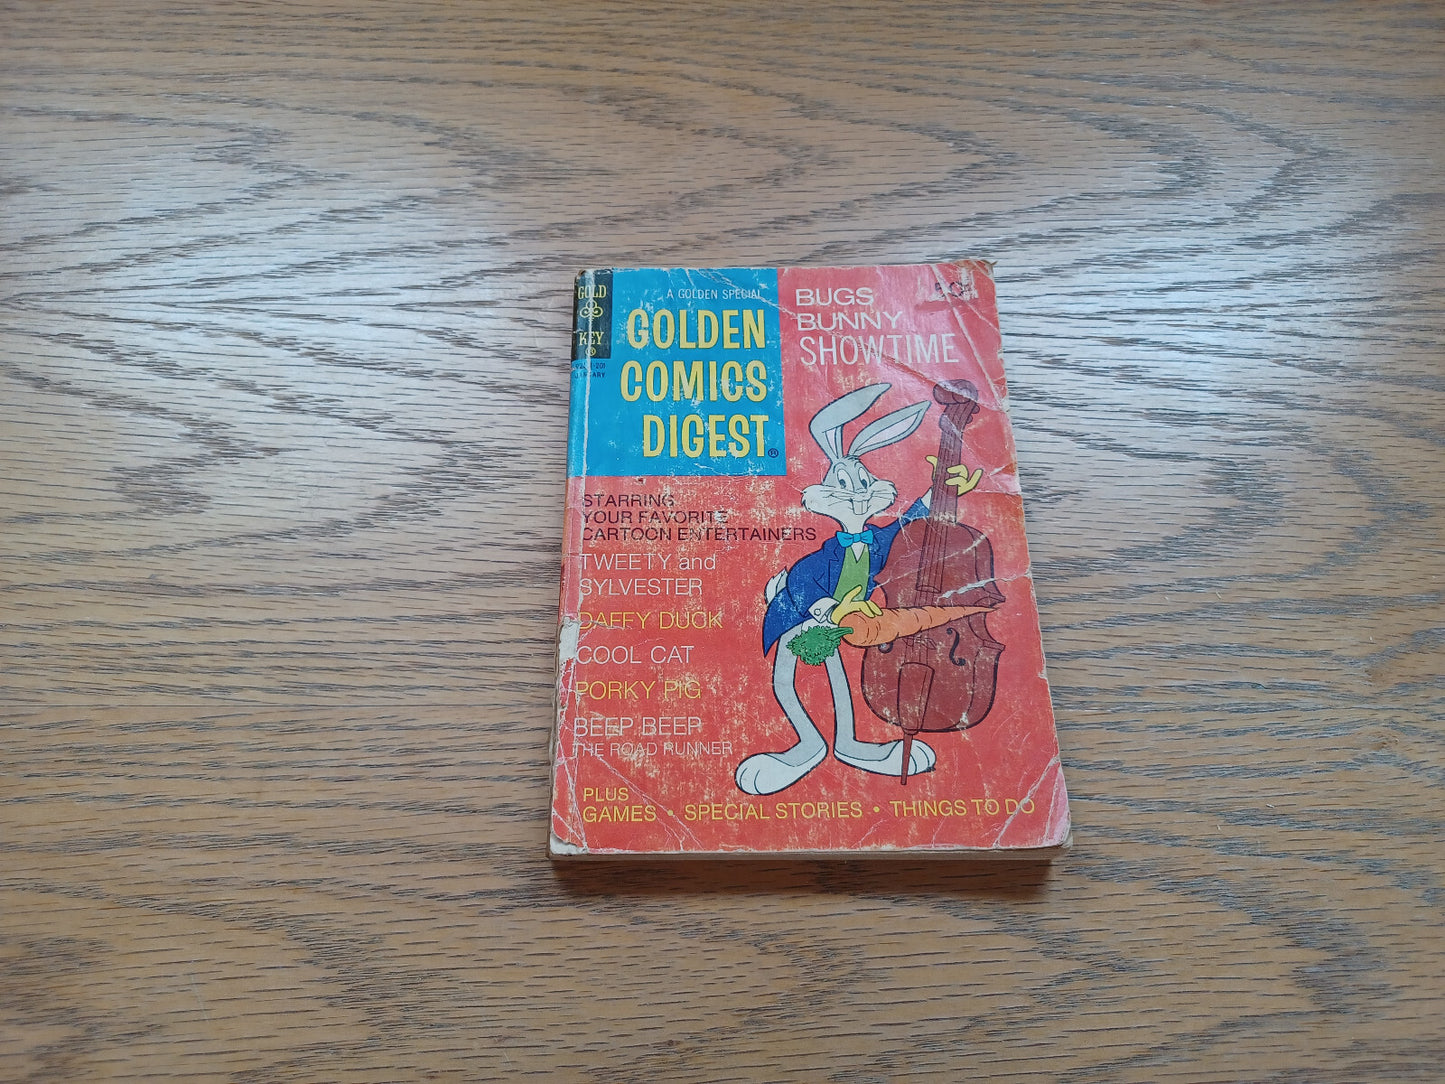 GOLD
KEY
®
JANUARY
A GOLDEN SPECIAL
GOLDEN
COMICS
DIGEST®
BUGS
BUNNY
SHOWTIME
STARRING
YOUR FAVORITE
CARTOON ENTERTAINERS
TWEETY and
SYLVESTER
DAFFY DUCK
COOL CAT
PORKY PIG
BEEP BEEP
THE ROAD RUNNER
PLUS
GAMES • SPECIAL STORIES • THINGS TO DO